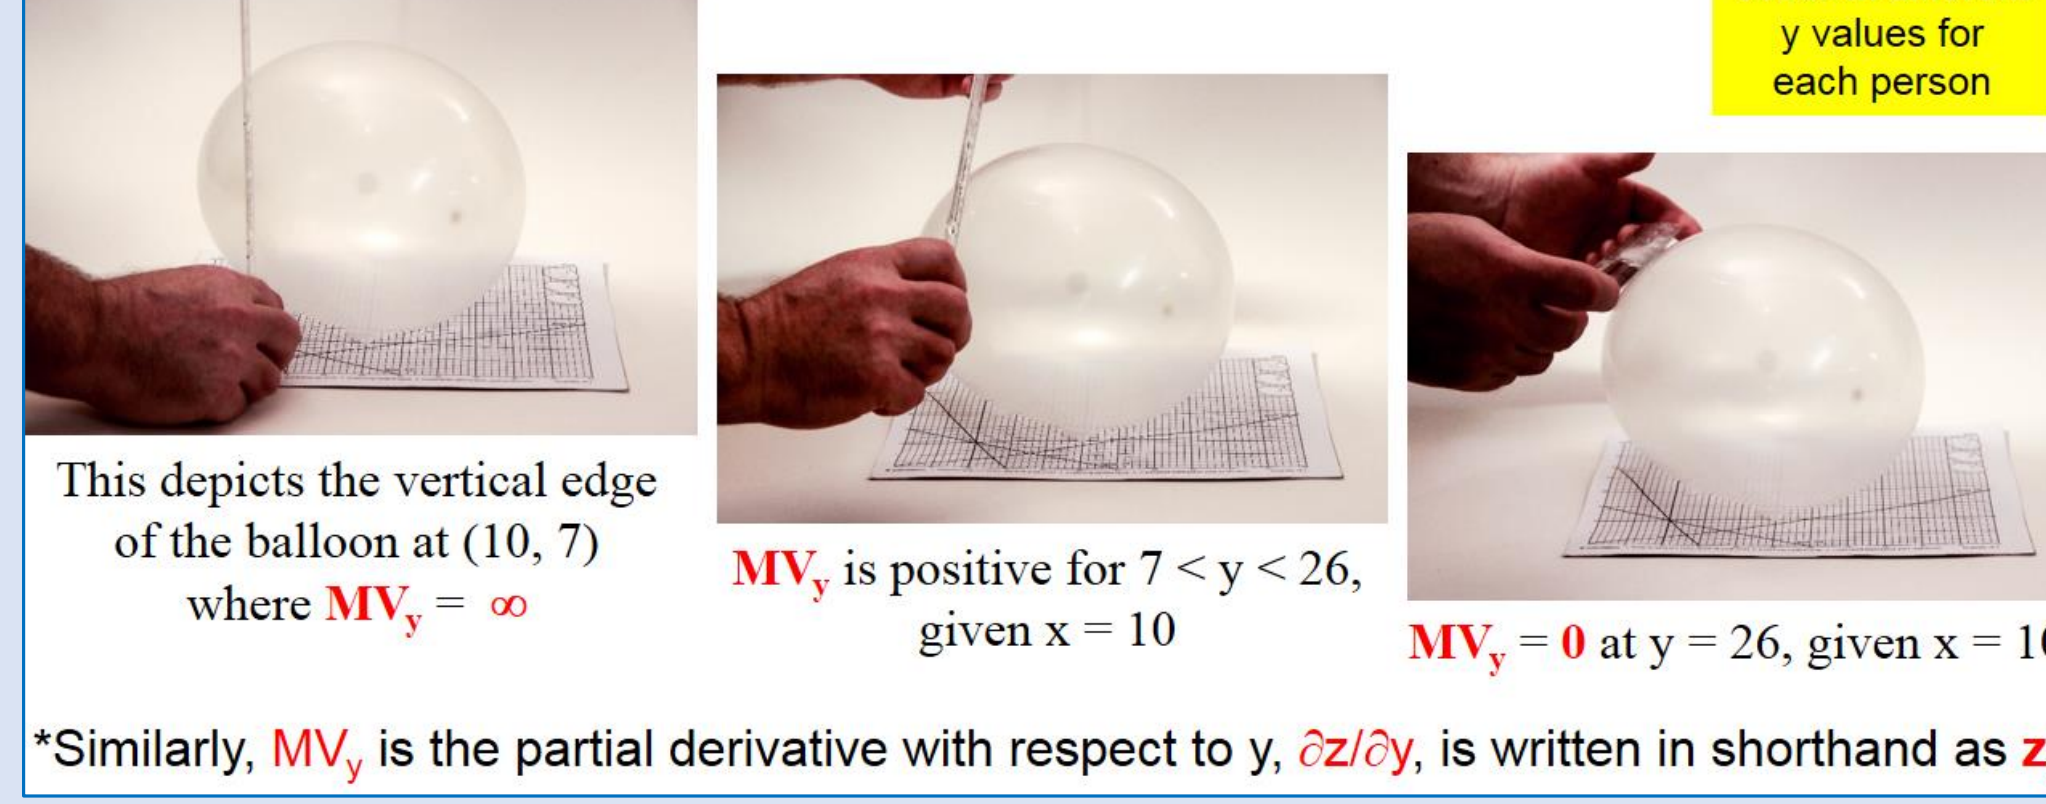 y values for
each person
This depicts the vertical edge
of the balloon at (10, 7)
where MVy = ∞
MVy is positive for 7 < y < 26,
given x = 10
MVy = 0 at y = 26, given x =
*Similarly, MVy is the partial derivative with respect to y, ∂z/∂y, is written in shorthand as z